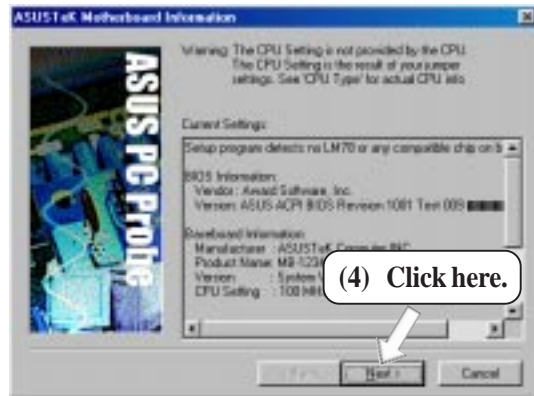 ASUSTeK Motherboard Information
ASUS PC Probe
Warning: The CPU Setting is not provided by the CPU.
The CPU Setting is the result of your jumper
settings. See 'CPU Type' for actual CPU info
Current Settings:
Setup program detects no LM78 or any compatible chip on b
BIOS Information:
Vendor: Award Software, Inc.
Version: ASUS ACPI BIOS Revision 1001 Test 009
Baseboard Information
Manufacturer : ASUSTeK Computer INC.
Product Name: MB-123
Version : System V
CPU Setting : 100 MH
(4) Click here.
Next >
Cancel